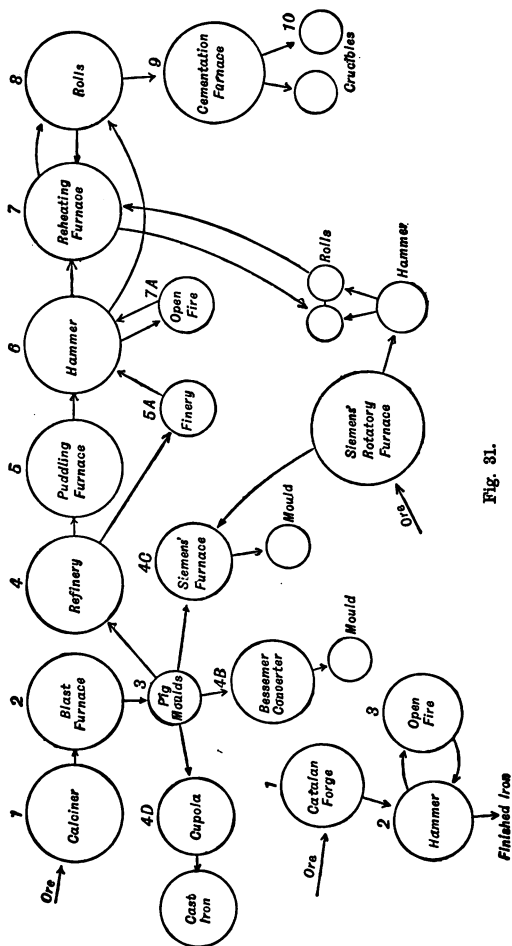 1
Ore
Calciner
2
Blast
Furnace
3
Pig
Moulds
4
Refinery
5
Puddling
Furnace
5A
Finery
6
Hammer
7A
Open
Fire
7
Reheating
Furnace
8
Rolls
9
Cementation
Furnace
10
Crucibles
4D
Cupola
Cast
Iron
4B
Bessemer
Converter
Mould
4C
Siemens'
Furnace
Mould
Ore
Siemens'
Rotatory
Furnace
Hammer
Rolls
Ore
1
Catalan
Forge
2
Hammer
3
Open
Fire
Finished Iron
Fig. 31.